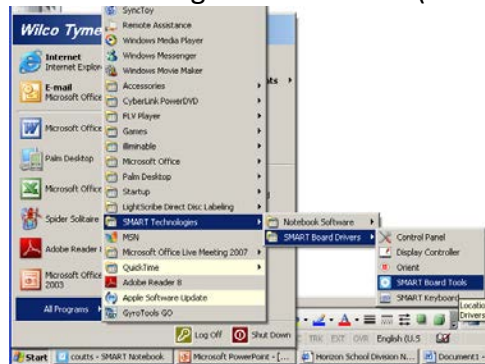 SyncToy
Wilco Tyme
Remote Assistance
Windows Media Player
Internet
Internet Explor
Windows Messenger
Windows Movie Maker
E-mail
Microsoft Office
Accessories
CyberLink PowerDVD
FLV Player
Microsoft Office
Games
illiminable
Microsoft Office
Palm Desktop
Palm Desktop
Startup
Microsoft Office
LightScribe Direct Disc Labeling
Spider Solitaire
SMART Technologies
Notebook Software
MSN
SMART Board Drivers
Control Panel
Adobe Reader
Microsoft Office Live Meeting 2007
Display Controller
QuickTime
Orient
Microsoft Office
2003
Adobe Reader 8
SMART Board Tools
Apple Software Update
SMART Keyboard
All Programs
GyroTools GO
Locatio
Drivers
Log Off
Shut Down
TRK EXT OVR English (U.S
Start
coutts - SMART Notebook
Microsoft PowerPoint - [...
Horizon School Division N...
Document1